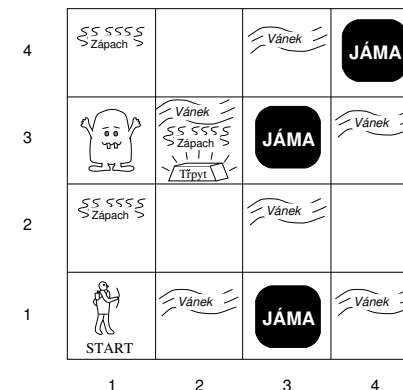 4
Zápach
Vánek
JÁMA
3
Vánek
Zápach
Třpyt
JÁMA
Vánek
2
Zápach
Vánek
1
START
Vánek
JÁMA
Vánek
1 2 3 4